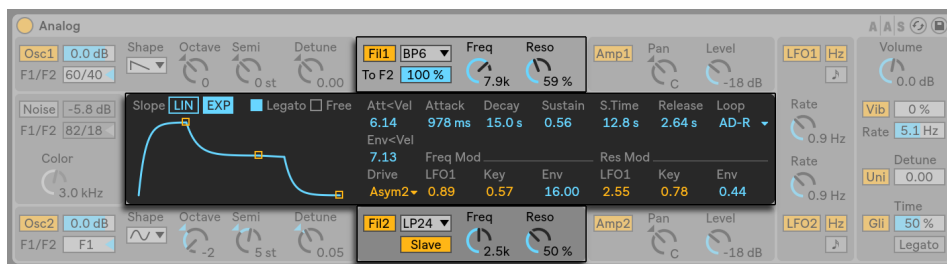 Analog AAS
Osc1 0.0 dB Shape Octave Semi Detune Fil1 BP6 Freq Reso Amp1 Pan Level LFO1 Hz Volume
F1/F2 60/40 0 0 st 0.00 To F2 100 % 7.9k 59 % C -18 dB 0.0 dB
Noise -5.8 dB Slope LIN EXP Legato Free Att<Vel Attack Decay Sustain S.Time Release Loop Rate Vib 0 %
F1/F2 82/18 6.14 978 ms 15.0 s 0.56 12.8 s 2.64 s AD-R 0.9 Hz Rate 5.1 Hz
Env<Vel
Color 7.13 Freq Mod Res Mod Rate Detune
3.0 kHz Drive LFO1 Key Env LFO1 Key Env 0.9 Hz Uni 0.00
Asym2 0.89 0.57 16.00 2.55 0.78 0.44
Osc2 0.0 dB Shape Octave Semi Detune Fil2 LP24 Freq Reso Amp2 Pan Level LFO2 Hz Time
Gli 50 %
F1/F2 F1 -2 5 st 0.05 Slave 2.5k 50 % C -18 dB Legato